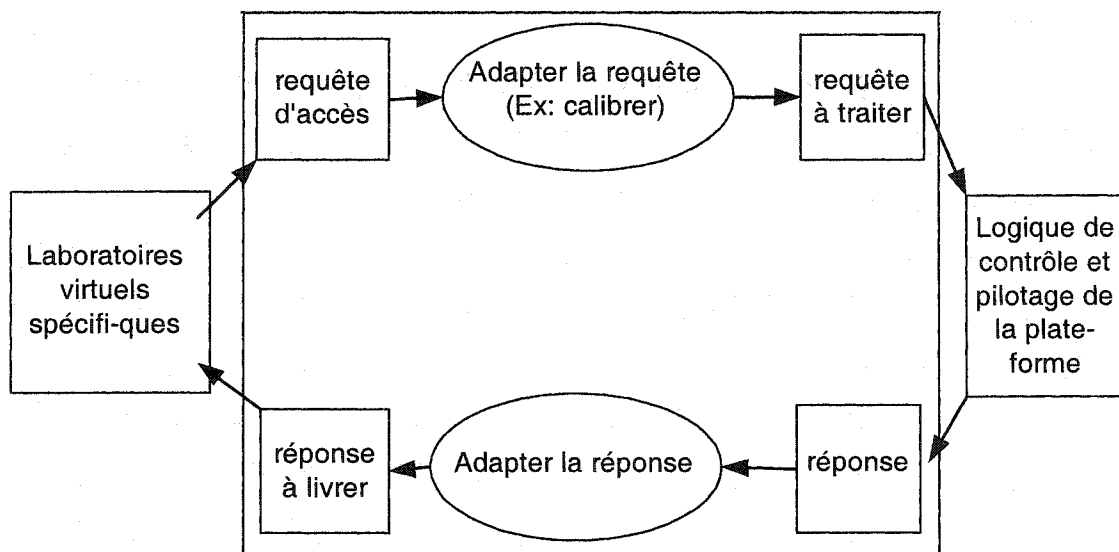 requête
d'accès
Adapter la requête
(Ex: calibrer)
requête
à traiter
Laboratoires
virtuels
spécifi-ques
Logique de
contrôle et
pilotage de
la plate-
forme
réponse
à livrer
Adapter la réponse
réponse